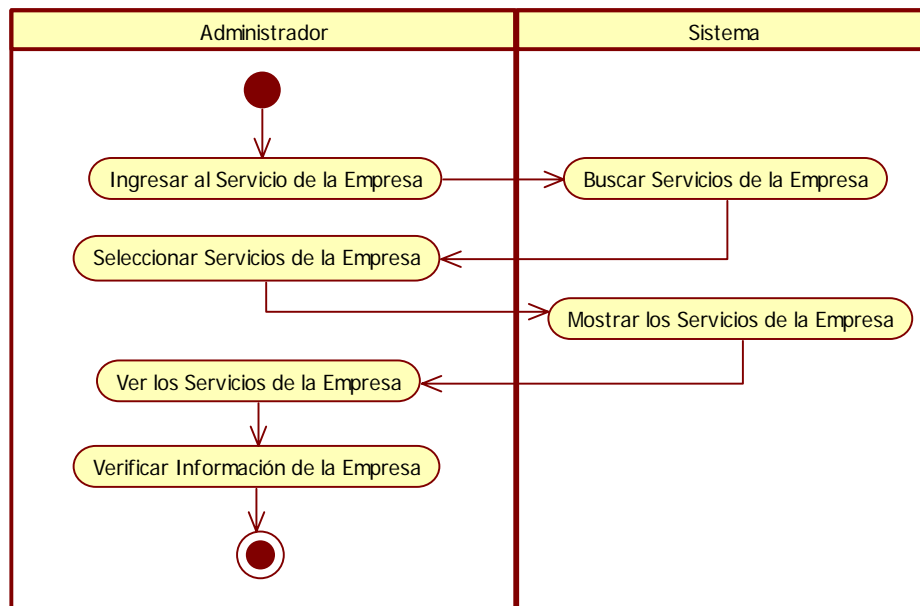 Administrador
Sistema
Ingresar al Servicio de la Empresa
Buscar Servicios de la Empresa
Seleccionar Servicios de la Empresa
Mostrar los Servicios de la Empresa
Ver los Servicios de la Empresa
Verificar Información de la Empresa